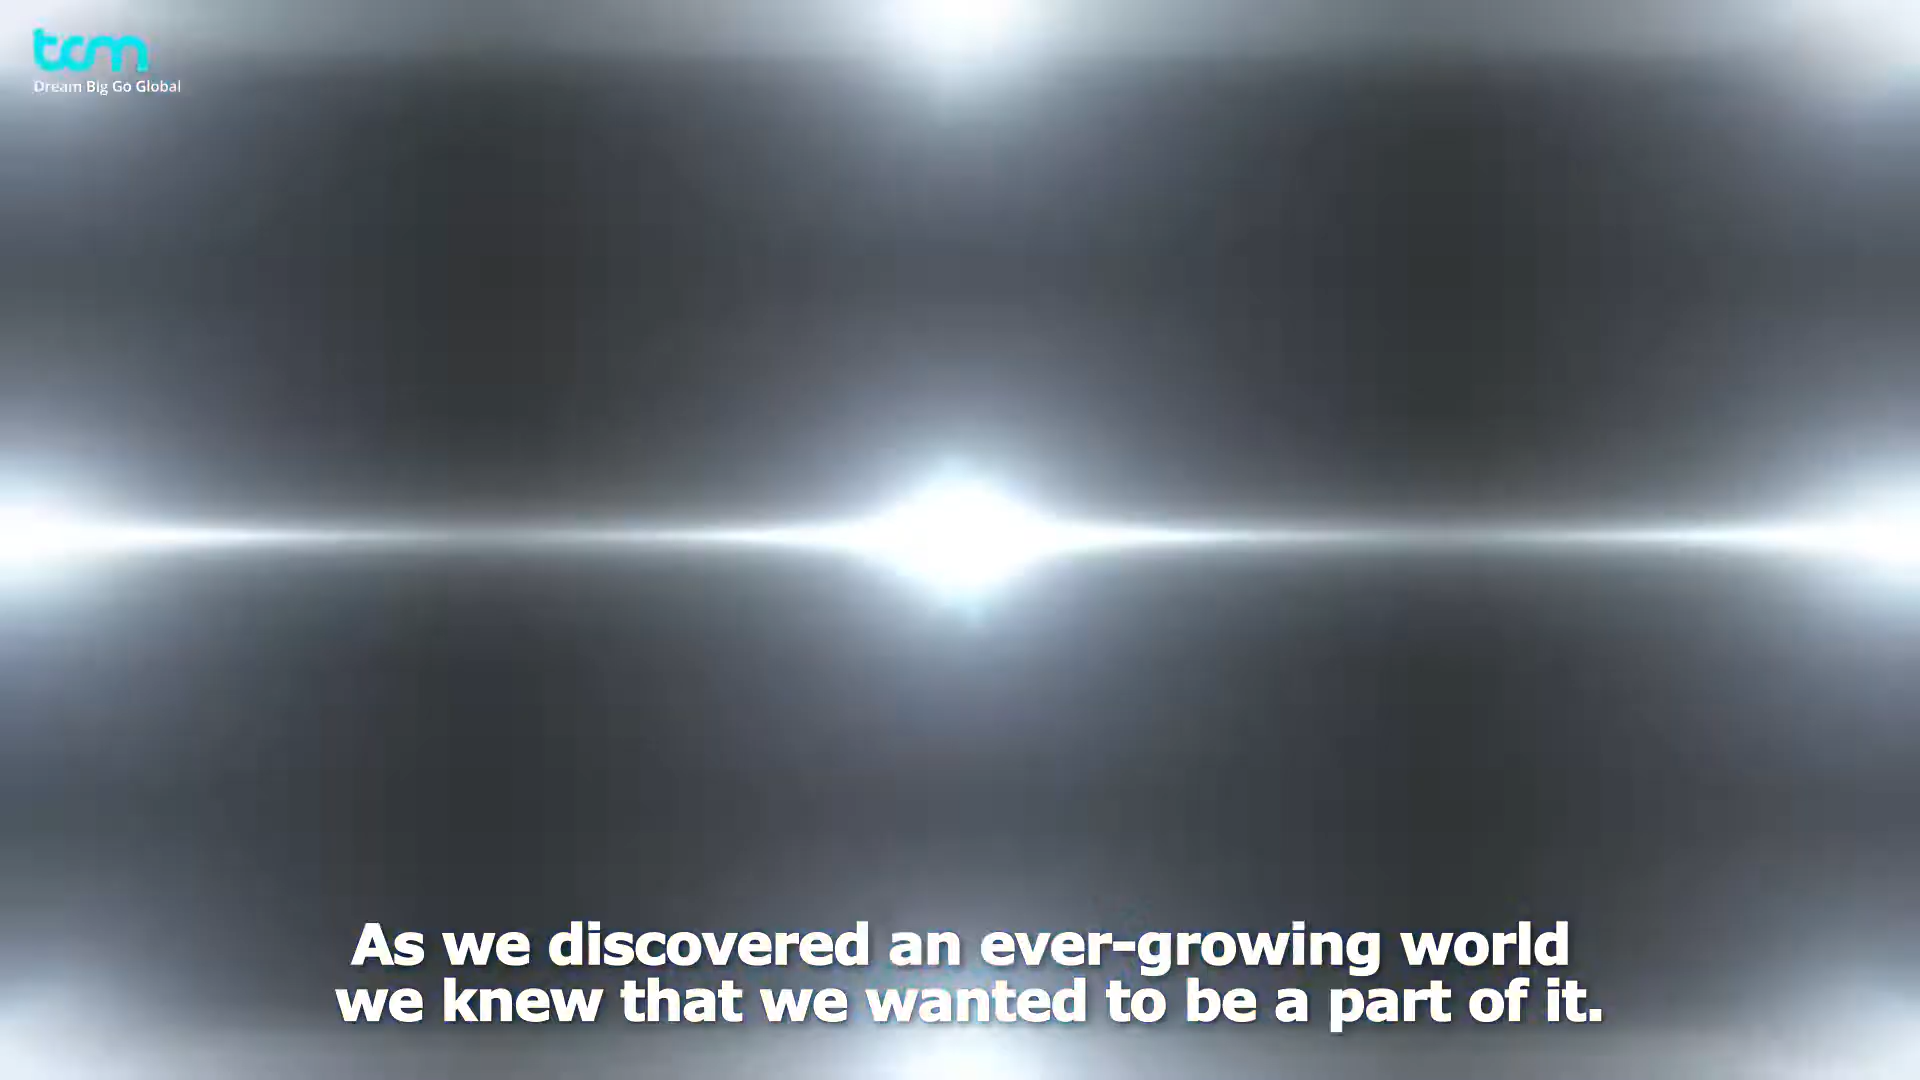 tcm
Dream Big Go Global
As we discovered an ever-growing world
we knew that we wanted to be a part of it.